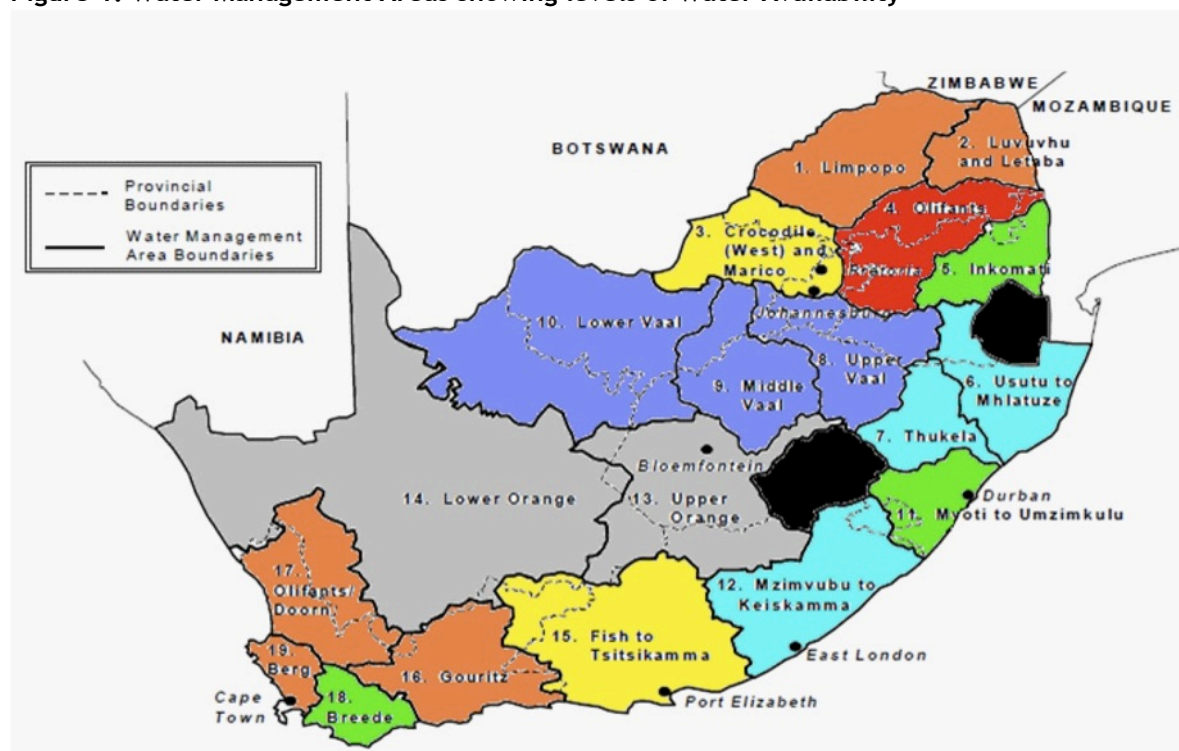 Figure 1: Water Management Areas showing levels of Water Availability
ZIMBABWE
MOZAMBIQUE
BOTSWANA
2. Luvuvhu
and Letaba
1. Limpopo
Provincial
Boundaries
Water Management
Area Boundaries
4. Olifants
3. Crocodile
(West) and
Marico
Pretoria
5. Inkomati
Johannesburg
10. Lower Vaal
NAMIBIA
8. Upper
Vaal
9. Middle
Vaal
6. Usutu to
Mhlatuze
7. Thukela
Bloemfontein
14. Lower Orange
13. Upper
Orange
Durban
11. Mvoti to Umzimkulu
17.
Olifants/
Doorn
12. Mzimvubu to
Keiskamma
15. Fish to
Tsitsikamma
East London
19.
Berg
16. Gouritz
Cape
Town
18.
Breede
Port Elizabeth